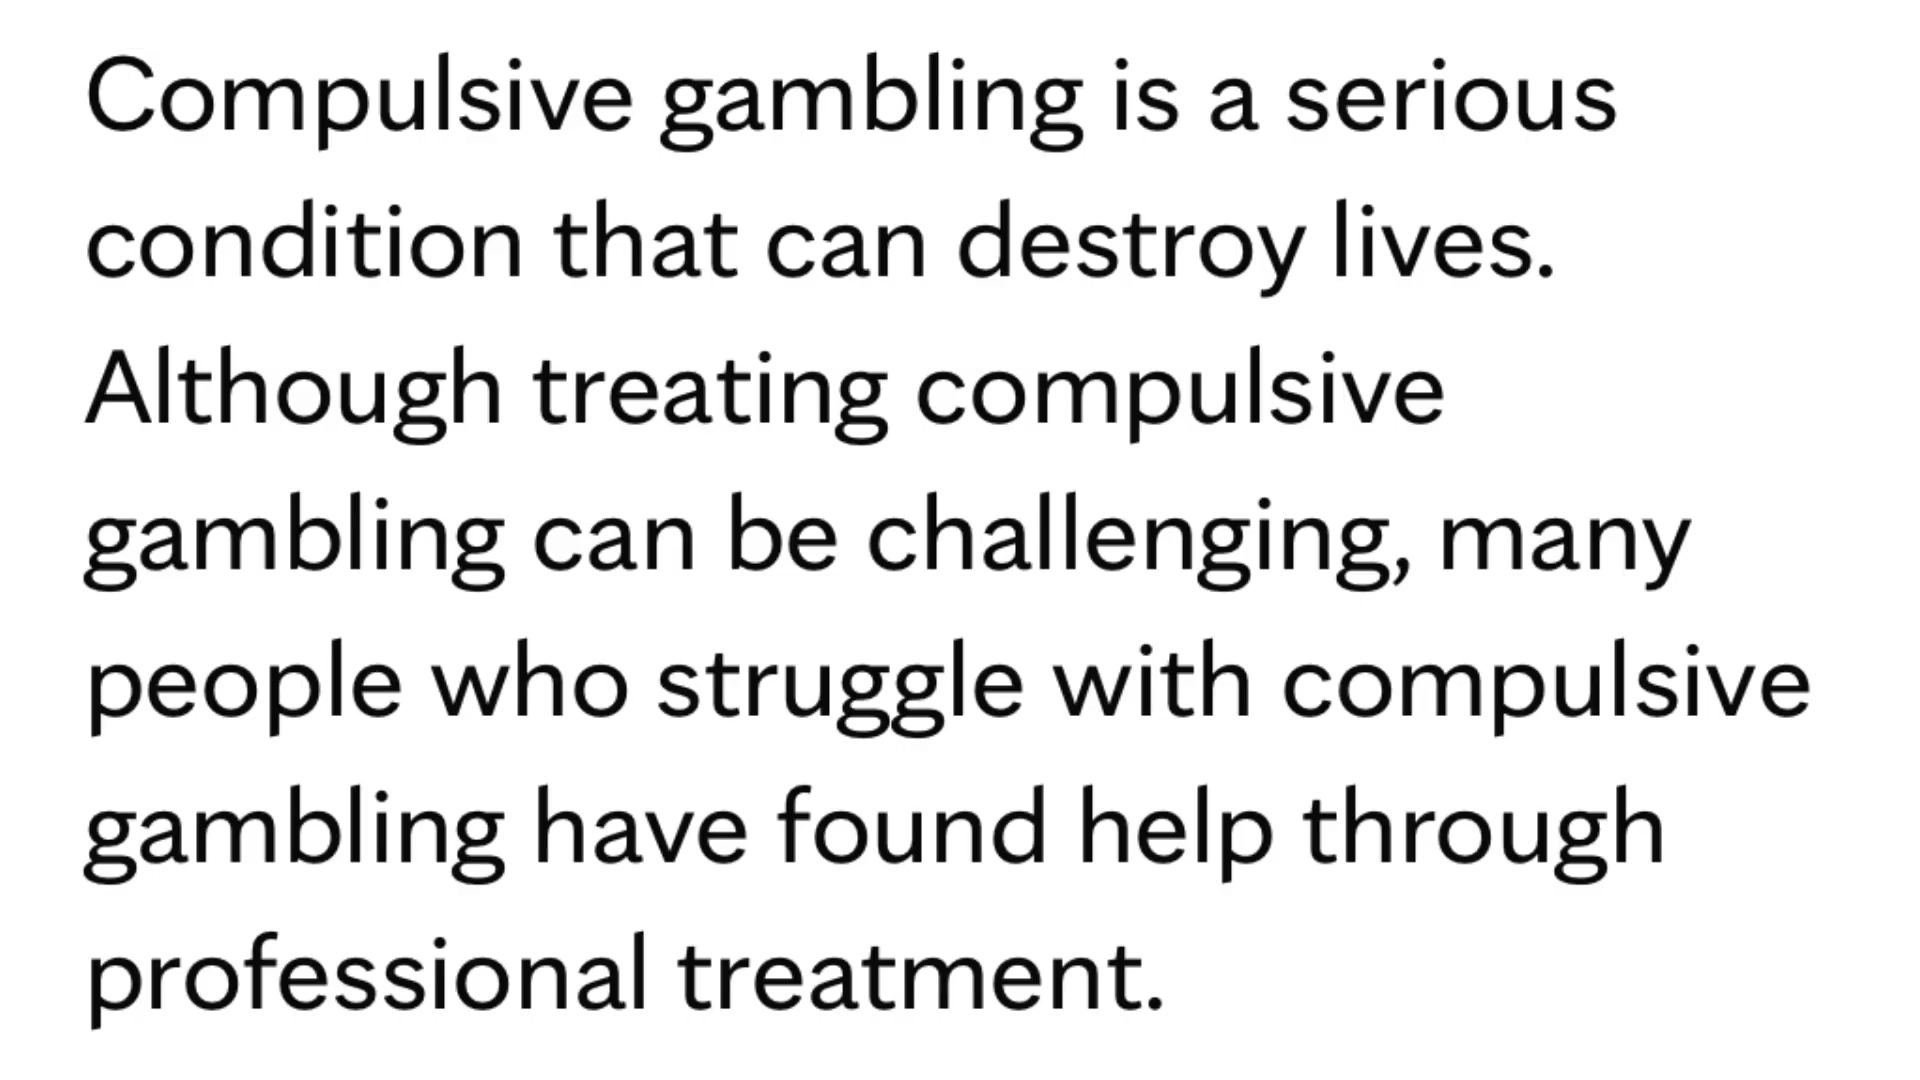 Compulsive gambling is a serious
condition that can destroy lives.
Although treating compulsive
gambling can be challenging, many
people who struggle with compulsive
gambling have found help through
professional treatment.